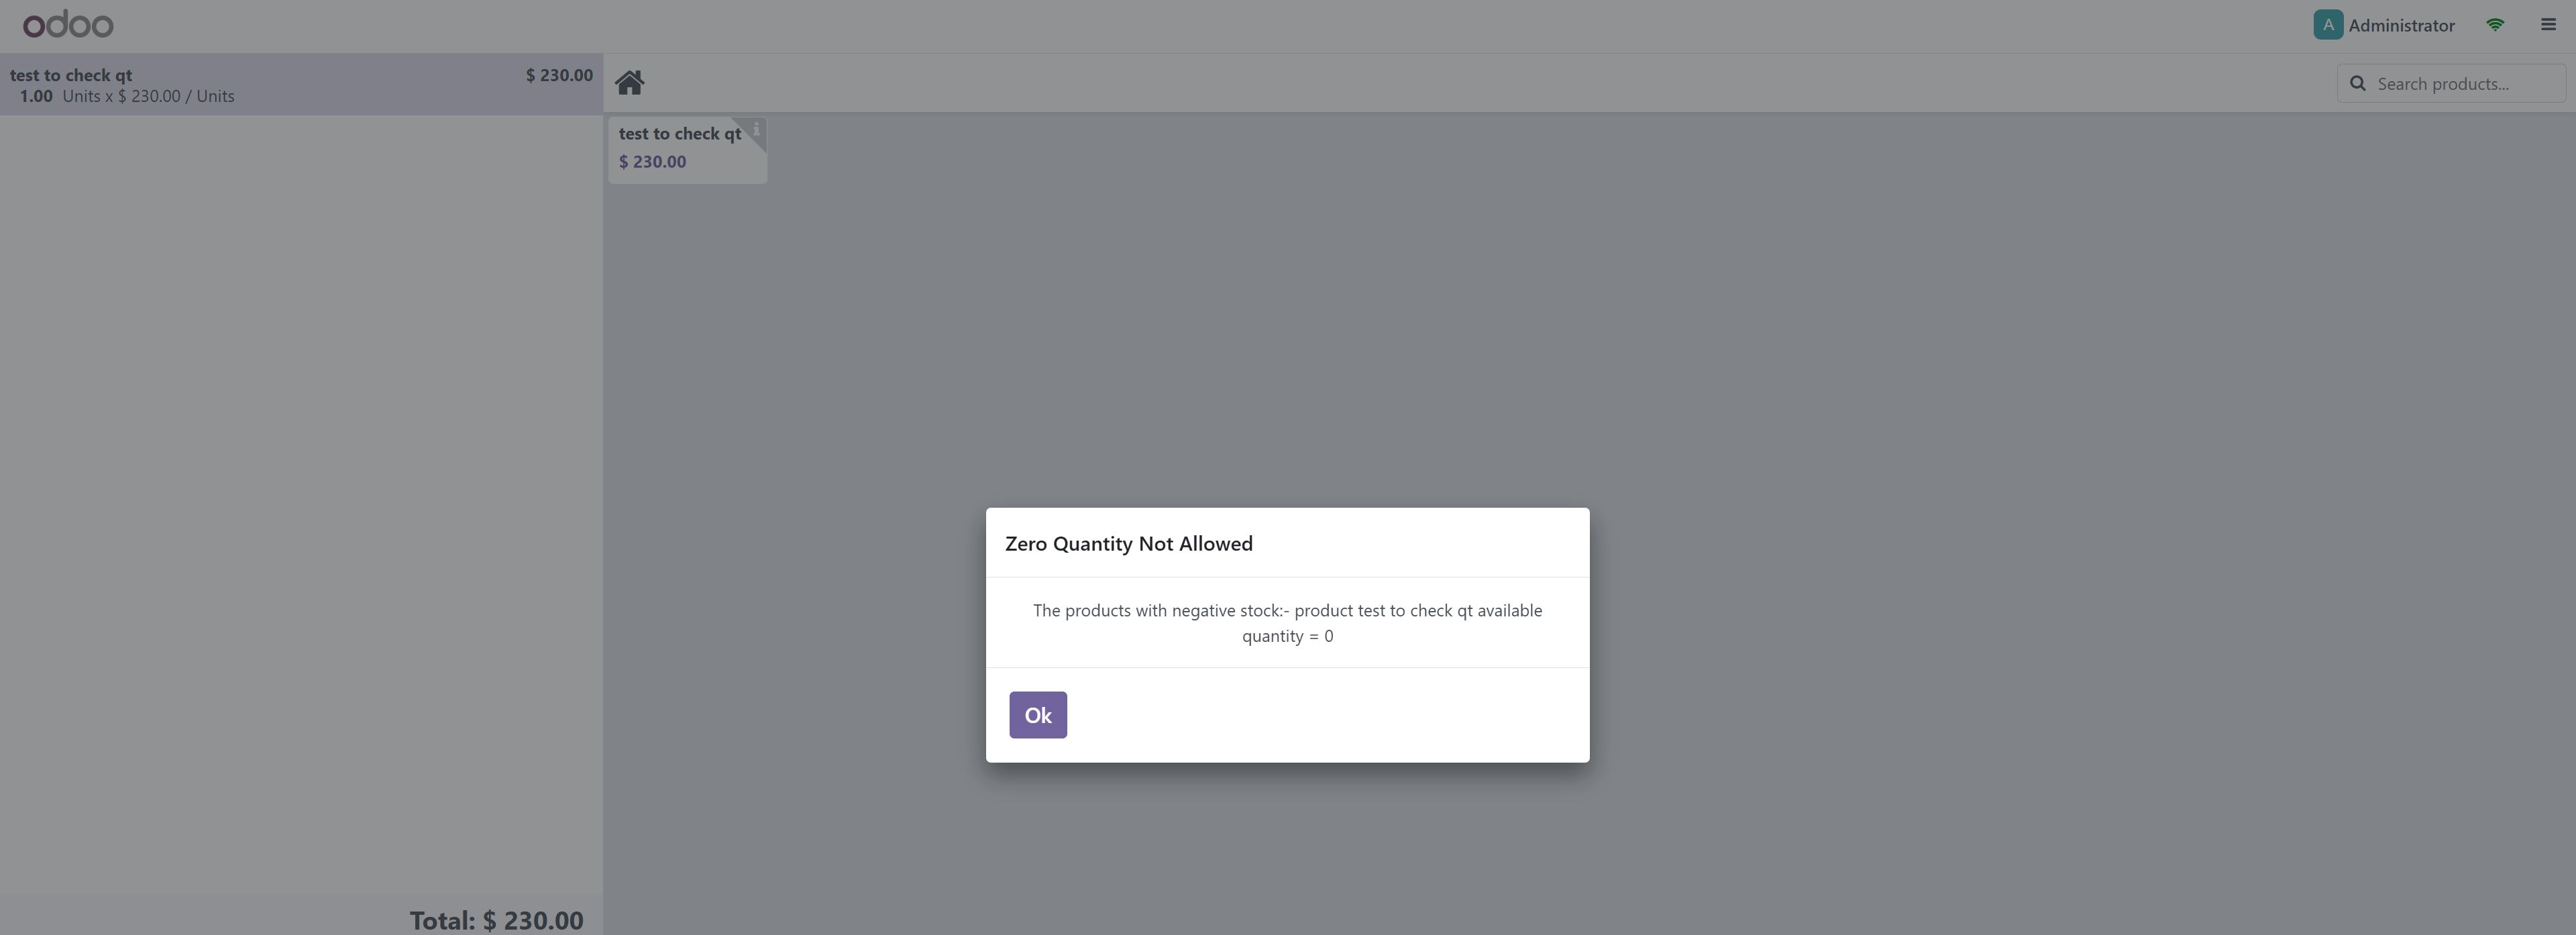 odoo
A Administrator
test to check qt $ 230.00
1.00 Units x $ 230.00 / Units
Search products...
test to check qt
$ 230.00
Zero Quantity Not Allowed
The products with negative stock:- product test to check qt available
quantity = 0
Ok
Total: $ 230.00